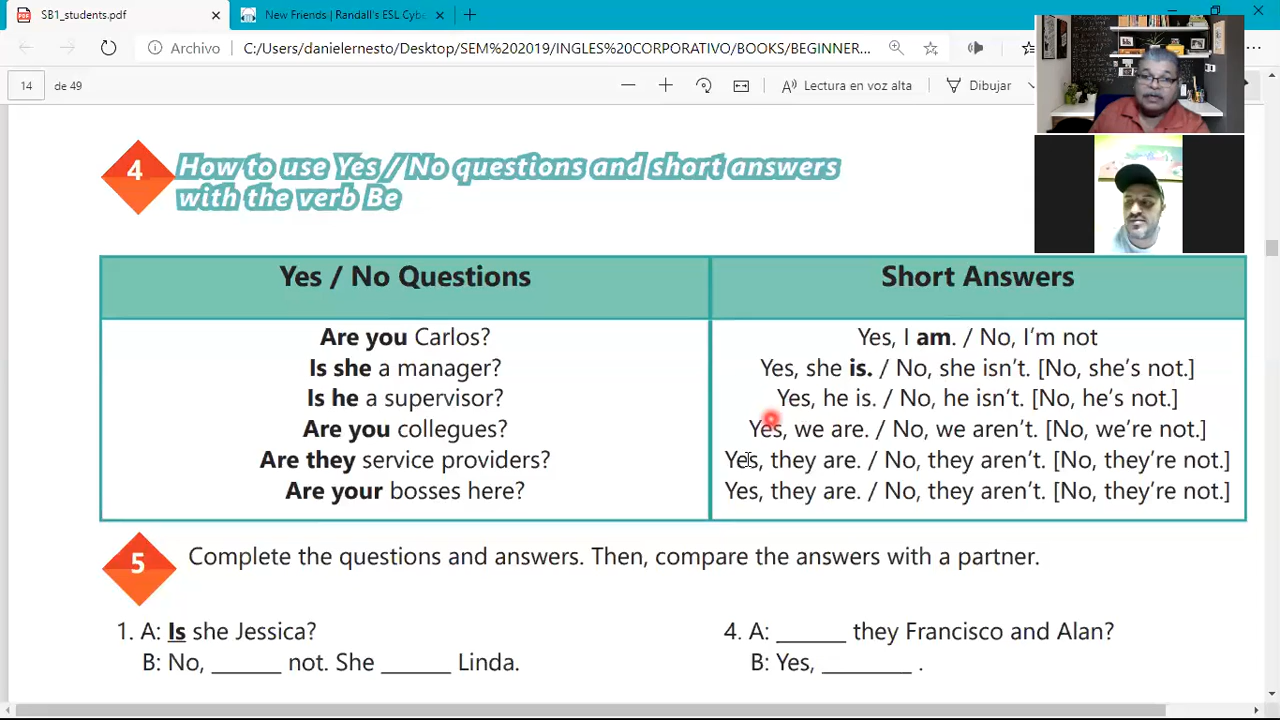 SB1_students.pdf
New Friends | Randall's ESL Cybe
Archivo
C:/Users/danielernesto/Desktop/SEM%202019/INGLES%20CORPORATIVO/BOOKS/BEGINNER...
14 de 49
Lectura en voz alta
Dibujar
4 How to use Yes / No questions and short answers
with the verb Be
Yes / No Questions
Short Answers
Are you Carlos?
Yes, I am. / No, I'm not
Is she a manager?
Yes, she is. / No, she isn't. [No, she's not.]
Is he a supervisor?
Yes, he is. / No, he isn't. [No, he's not.]
Are you collegues?
Yes, we are. / No, we aren't. [No, we're not.]
Are they service providers?
Yes, they are. / No, they aren't. [No, they're not.]
Are your bosses here?
Yes, they are. / No, they aren't. [No, they're not.]
5 Complete the questions and answers. Then, compare the answers with a partner.
1. A: Is she Jessica?
B: No, ______ not. She ______ Linda.
4. A: ______ they Francisco and Alan?
B: Yes, ________ .